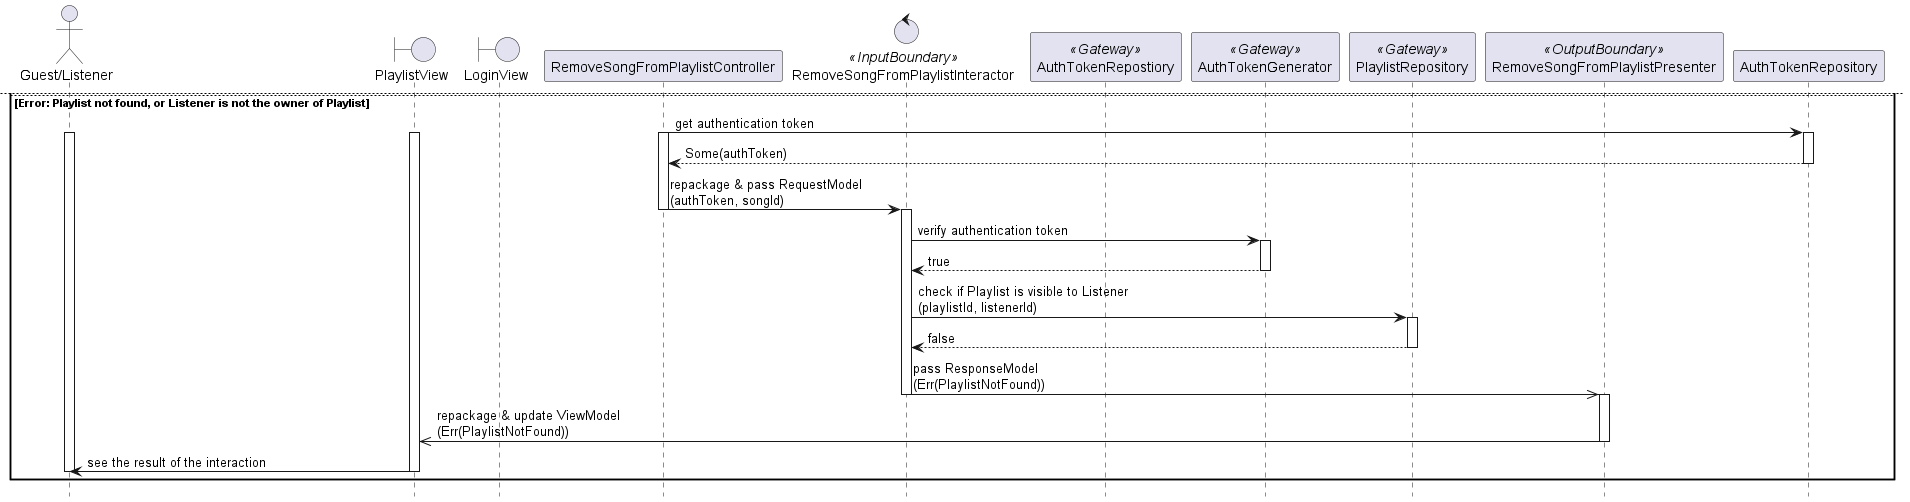 Guest/Listener
PlaylistView
LoginView
RemoveSongFromPlaylistController
«InputBoundary»
RemoveSongFromPlaylistInteractor
«Gateway»
AuthTokenRepostiory
«Gateway»
AuthTokenGenerator
«Gateway»
PlaylistRepository
«OutputBoundary»
RemoveSongFromPlaylistPresenter
AuthTokenRepository
[Error: Playlist not found, or Listener is not the owner of Playlist]
get authentication token
Some(authToken)
repackage & pass RequestModel
(authToken, songId)
verify authentication token
true
check if Playlist is visible to Listener
(playlistId, listenerId)
false
pass ResponseModel
(Err(PlaylistNotFound))
repackage & update ViewModel
(Err(PlaylistNotFound))
see the result of the interaction